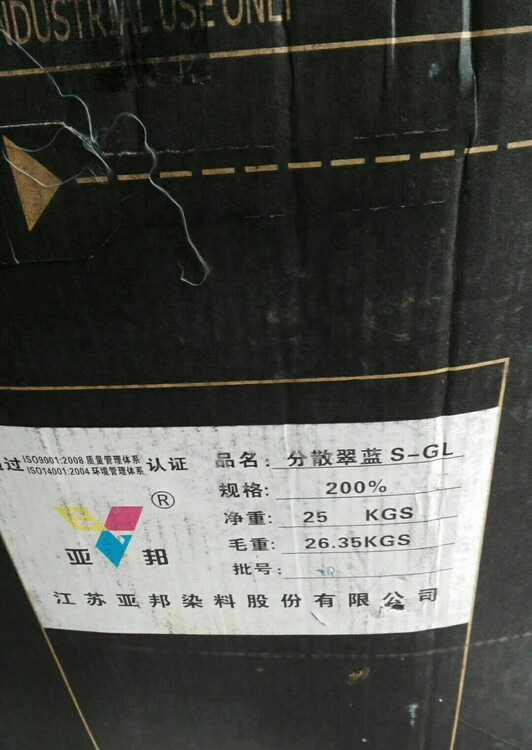 INDUSTRIAL USE ONLY
通过 ISO9001:2008 质量管理体系 认证
ISO14001:2004 环境管理体系
品名: 分散翠蓝 S-GL
规格: 200%
净重: 25 KGS
毛重: 26.35KGS
批号:
®
亚邦
江苏亚邦染料股份有限公司